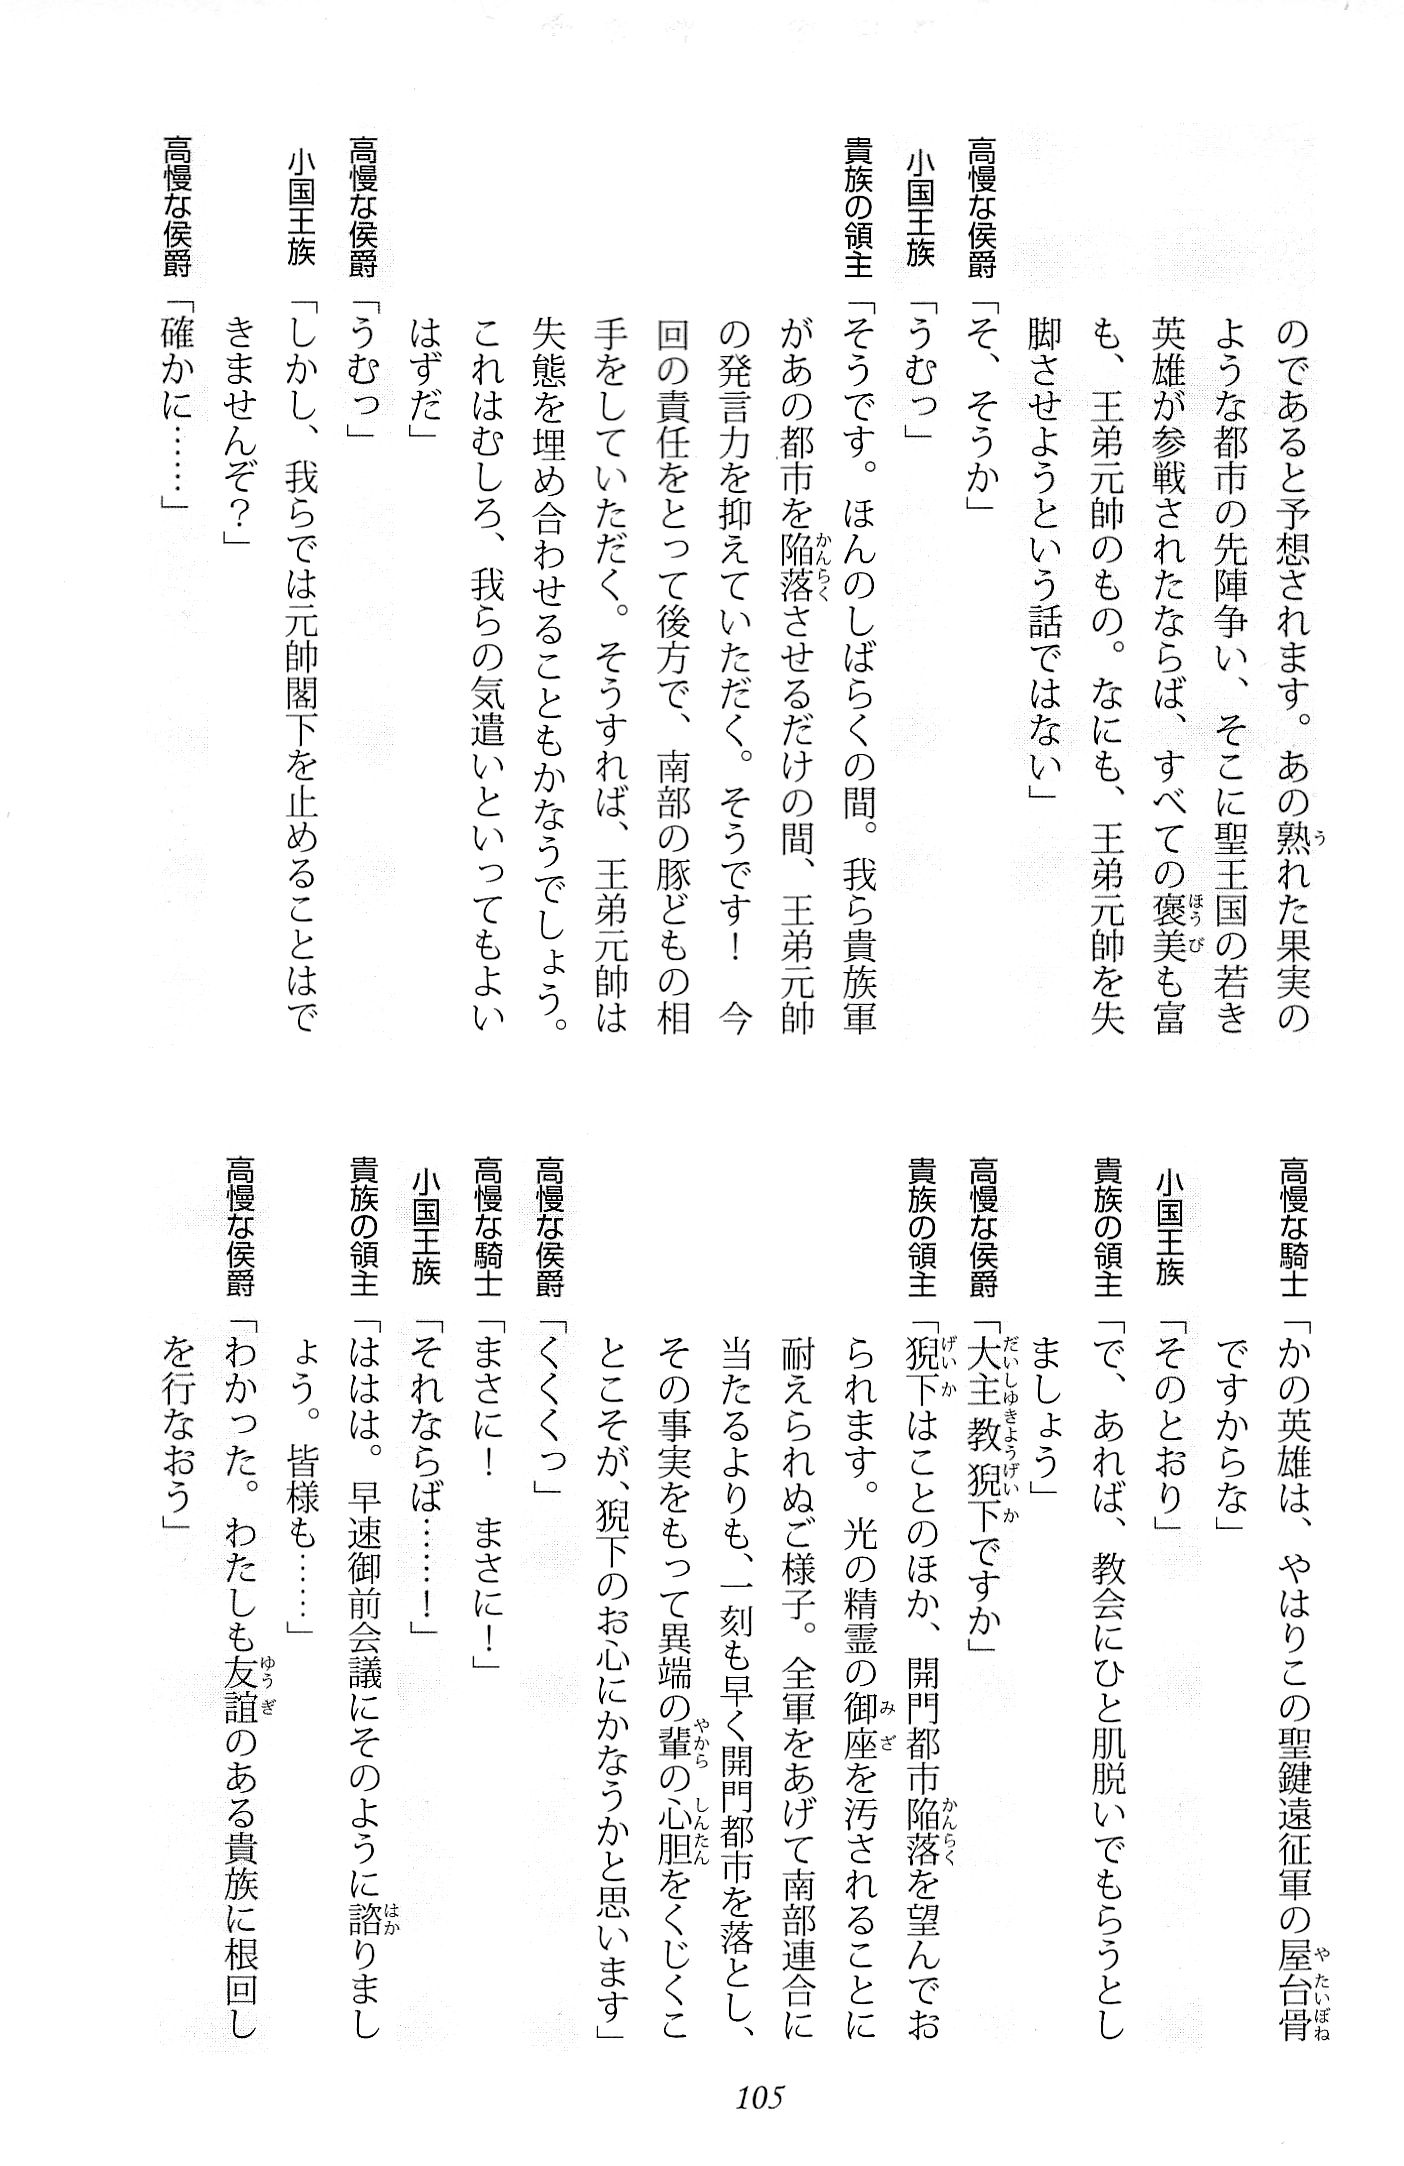 のであると予想されます。あの熟れた果実の
ような都市の先陣争い、そこに聖王国の若き
英雄が参戦されたならば、すべての褒美も富
も、王弟元帥のもの。なにも、王弟元帥を失
脚させようという話ではない」
高慢な侯爵「そ、そうか」
小国王族「うむっ」
貴族の領主「そうです。ほんのしばらくの間。我ら貴族軍
があの都市を陥落させるだけの間、王弟元帥
の発言力を抑えていただく。そうです！　今
回の責任をとって後方で、南部の豚どもの相
手をしていただく。そうすれば、王弟元帥は
失態を埋め合わせることもかなうでしょう。
これはむしろ、我らの気遣いといってもよい
はずだ」
高慢な侯爵「うむっ」
小国王族「しかし、我らでは元帥閣下を止めることはで
きませんぞ？」
高慢な侯爵「確かに……」
高慢な騎士「かの英雄は、やはりこの聖鍵遠征軍の屋台骨
ですからな」
小国王族「そのとおり」
貴族の領主「で、あれば、教会にひと肌脱いでもらうとし
ましょう」
高慢な侯爵「大主教猊下ですか」
貴族の領主「猊下はことのほか、開門都市陥落を望んでお
られます。光の精霊の御座を汚されることに
耐えられぬご様子。全軍をあげて南部連合に
当たるよりも、一刻も早く開門都市を落とし、
その事実をもって異端の輩の心胆をくじくこ
とこそが、猊下のお心にかなうかと思います」
高慢な侯爵「くくくっ」
高慢な騎士「まさに！　まさに！」
小国王族「それならば……！」
貴族の領主「ははは。早速御前会議にそのように諮りまし
ょう。皆様も……」
高慢な侯爵「わかった。わたしも友誼のある貴族に根回し
を行なおう」
105